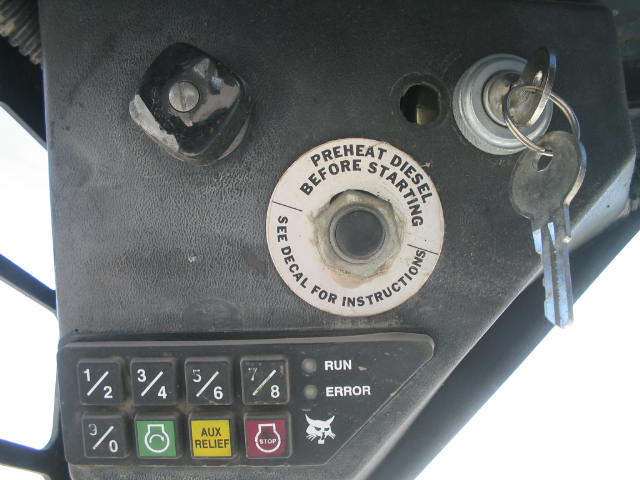 PREHEAT DIESEL
BEFORE STARTING
SEE DECAL FOR INSTRUCTIONS
RUN
ERROR
1/2 3/4 5/6 7/8
9/0 AUX RELIEF STOP